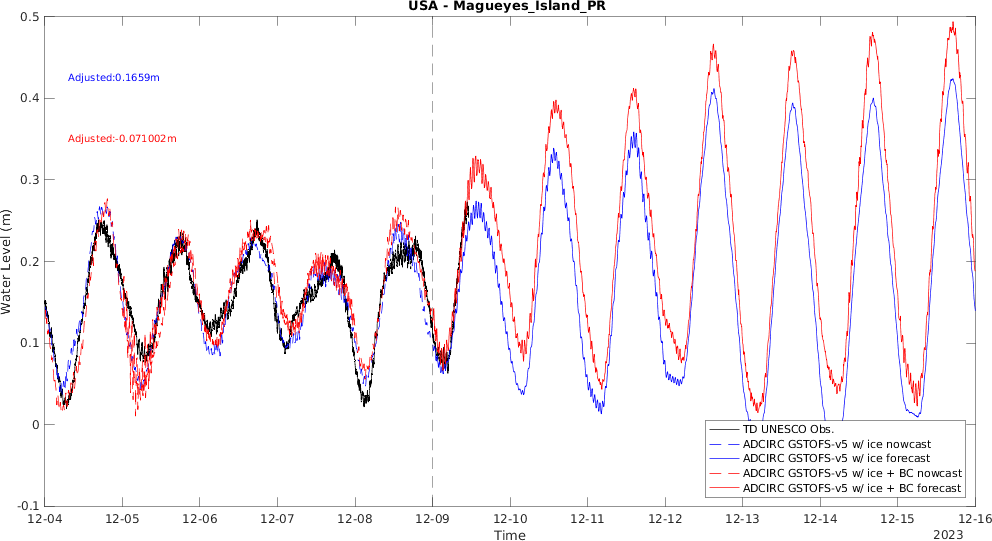 USA - Magueyes_Island_PR
Water Level (m)
0.5
0.4
0.3
0.2
0.1
0
-0.1
Adjusted:0.1659m
Adjusted:-0.071002m
TD UNESCO Obs.
ADCIRC GSTOFS-v5 w/ ice nowcast
ADCIRC GSTOFS-v5 w/ ice forecast
ADCIRC GSTOFS-v5 w/ ice + BC nowcast
ADCIRC GSTOFS-v5 w/ ice + BC forecast
12-04 12-05 12-06 12-07 12-08 12-09 12-10 12-11 12-12 12-13 12-14 12-15 12-16
Time
2023